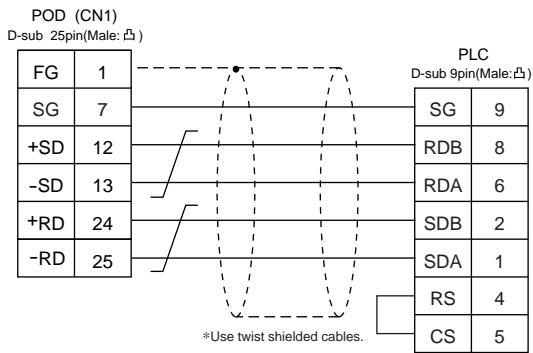 POD (CN1)
D-sub 25pin(Male: 凸)
FG 1
SG 7
+SD 12
-SD 13
+RD 24
-RD 25
PLC
D-sub 9pin(Male:凸)
SG 9
RDB 8
RDA 6
SDB 2
SDA 1
RS 4
CS 5
*Use twist shielded cables.